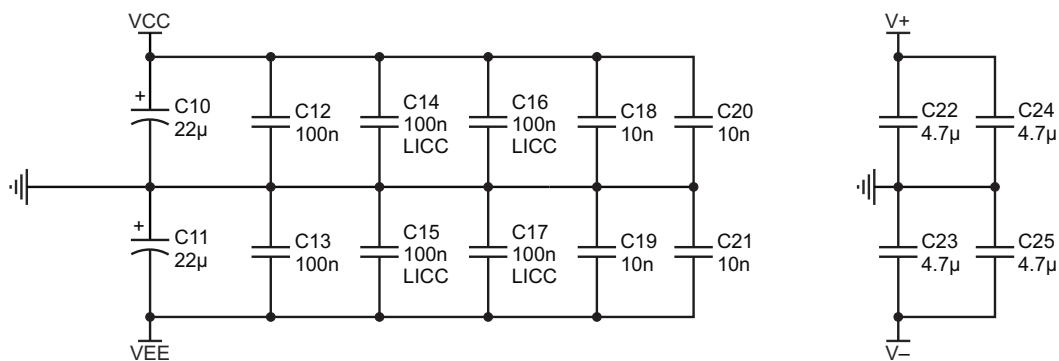 VCC
V+
+
C10
22µ
C12
100n
C14
100n
LICC
C16
100n
LICC
C18
10n
C20
10n
C22
4.7µ
C24
4.7µ
+
C11
22µ
C13
100n
C15
100n
LICC
C17
100n
LICC
C19
10n
C21
10n
C23
4.7µ
C25
4.7µ
VEE
V–